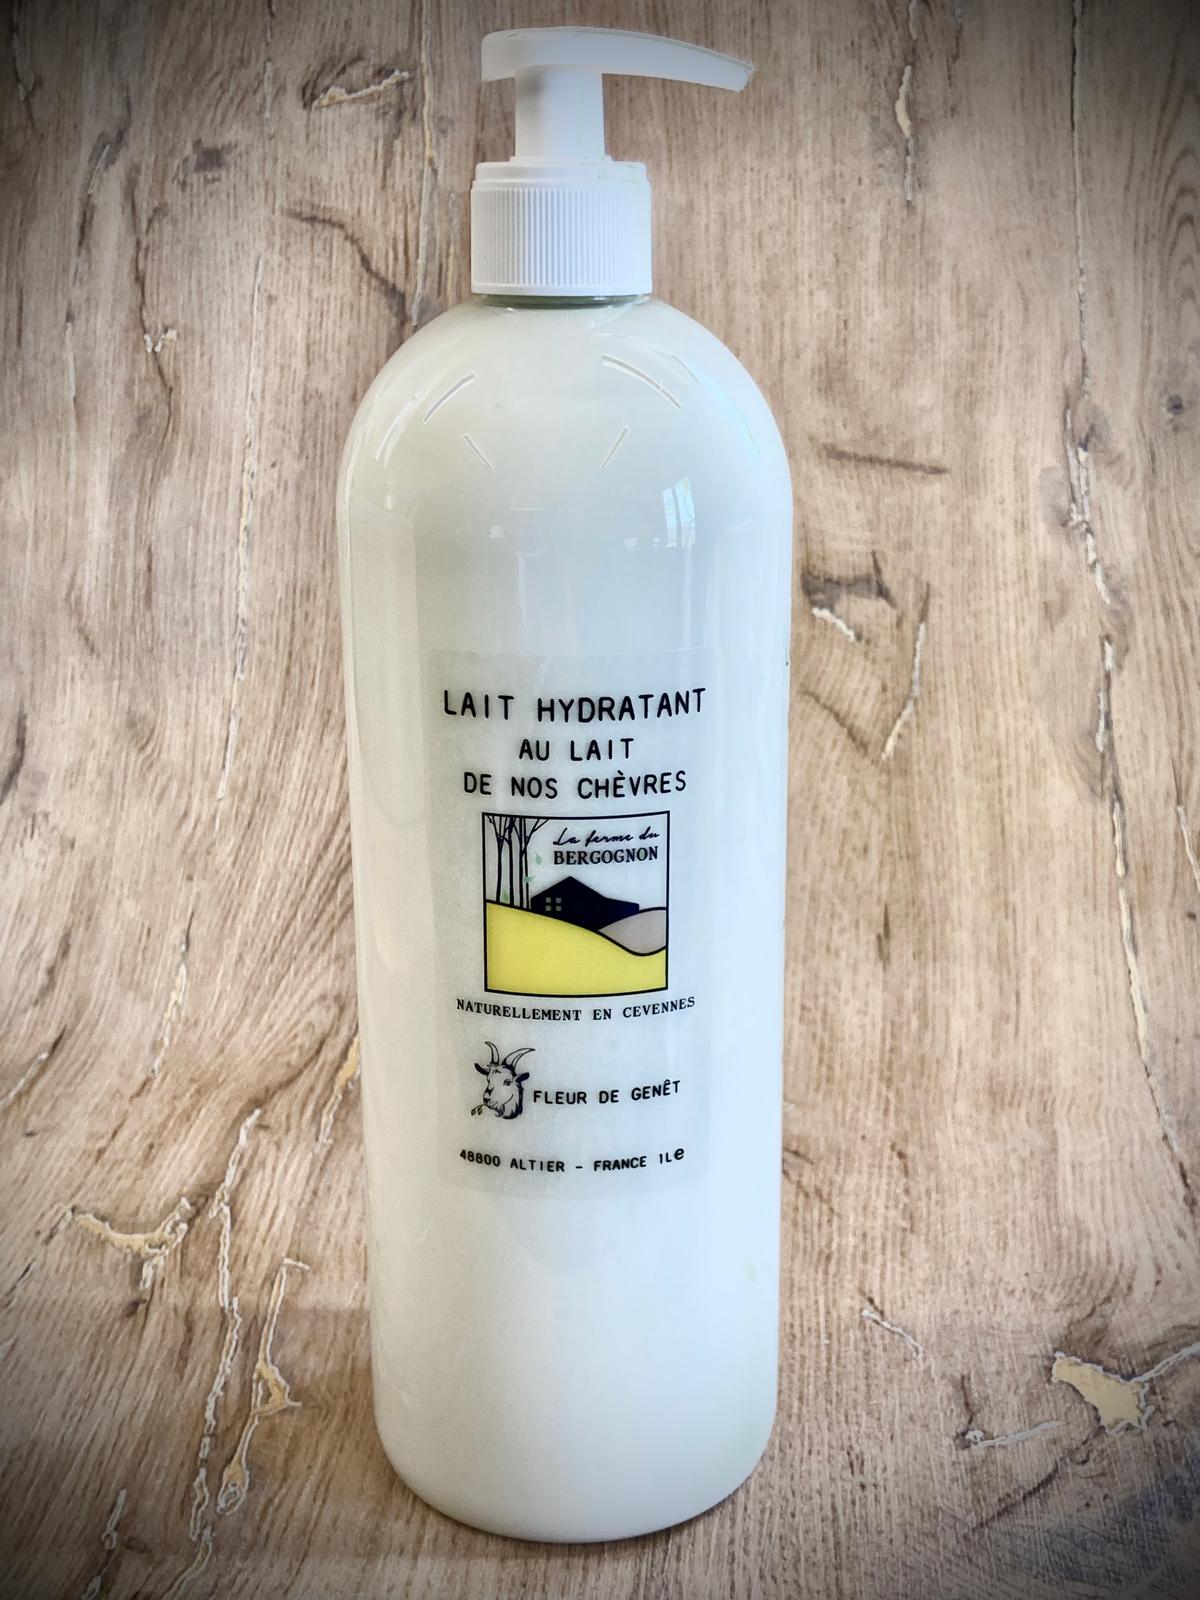 LAIT HYDRATANT
AU LAIT
DE NOS CHÈVRES
La ferme du
BERGOGNON
NATURELLEMENT EN CEVENNES
FLEUR DE GENÊT
48800 ALTIER - FRANCE 1L℮